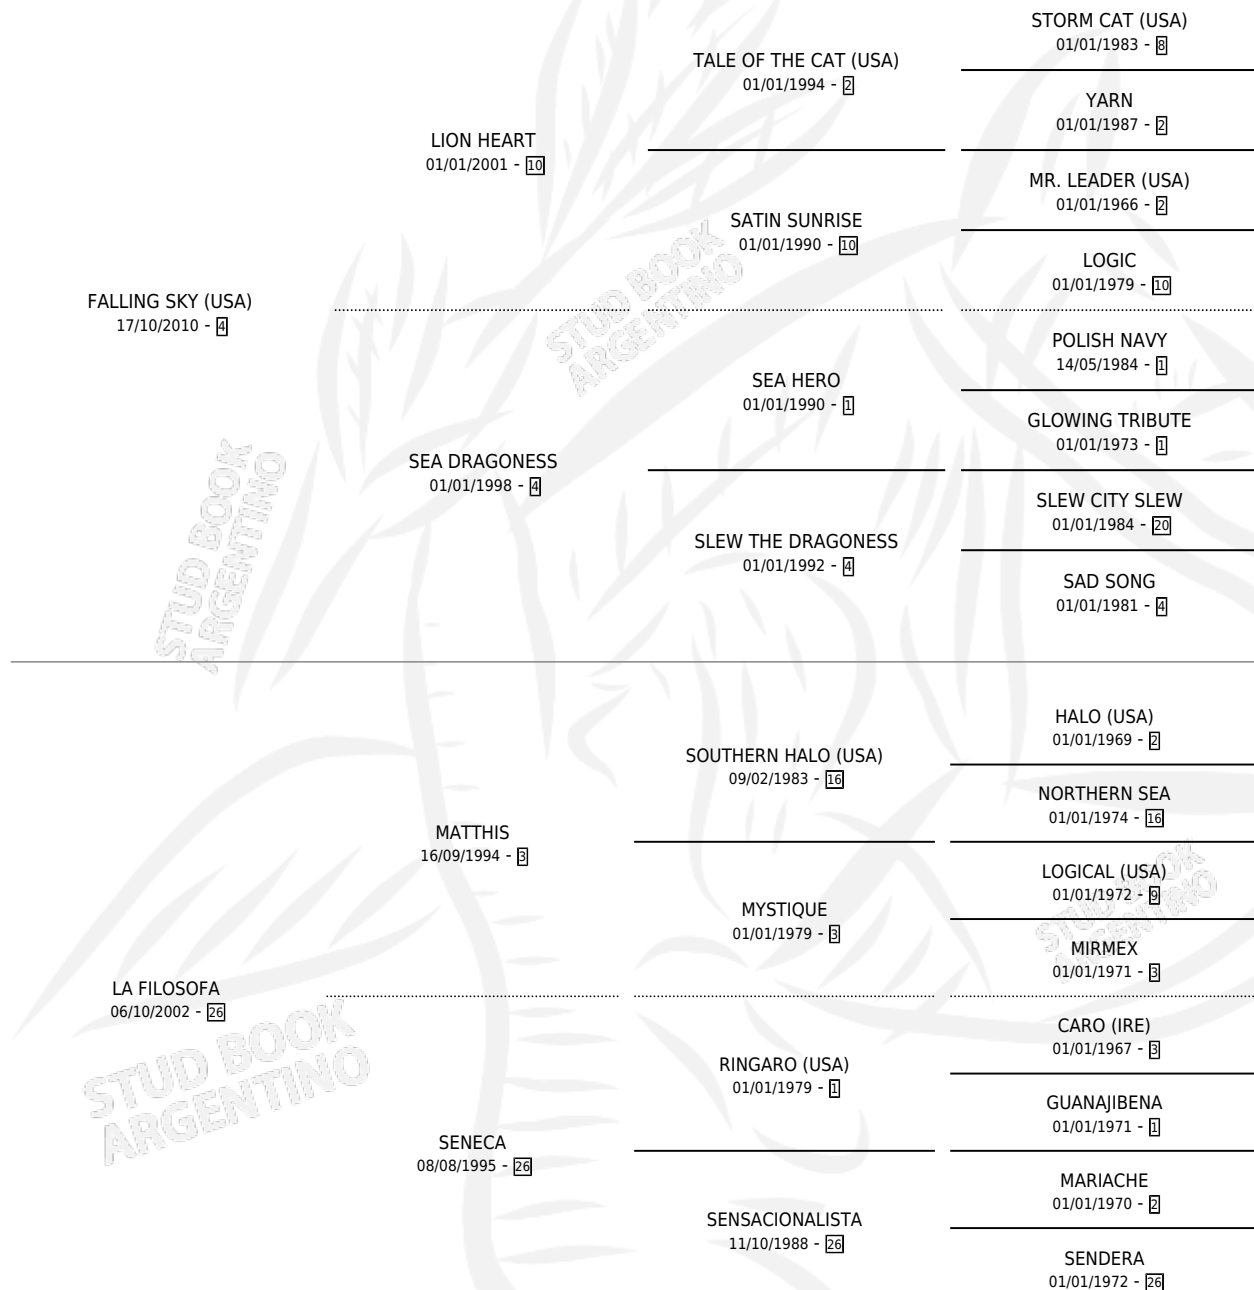 STORM CAT (USA)
01/01/1983 - 8
TALE OF THE CAT (USA)
01/01/1994 - 2
YARN
01/01/1987 - 2
LION HEART
01/01/2001 - 10
MR. LEADER (USA)
01/01/1966 - 2
SATIN SUNRISE
01/01/1990 - 10
LOGIC
01/01/1979 - 10
FALLING SKY (USA)
17/10/2010 - 4
STUD BOOK
ARGENTINO
POLISH NAVY
14/05/1984 - 1
SEA HERO
01/01/1990 - 1
GLOWING TRIBUTE
01/01/1973 - 1
SEA DRAGONESS
01/01/1998 - 4
STUD BOOK
ARGENTINO
SLEW CITY SLEW
01/01/1984 - 20
SLEW THE DRAGONESS
01/01/1992 - 4
SAD SONG
01/01/1981 - 4
HALO (USA)
01/01/1969 - 2
SOUTHERN HALO (USA)
09/02/1983 - 16
NORTHERN SEA
01/01/1974 - 16
MATTHIS
16/09/1994 - 3
LOGICAL (USA)
01/01/1972 - 9
STUD BOOK
ARGENTINO
MYSTIQUE
01/01/1979 - 3
MIRMEX
01/01/1971 - 3
LA FILOSOFA
06/10/2002 - 26
STUD BOOK
ARGENTINO
CARO (IRE)
01/01/1967 - 3
RINGARO (USA)
01/01/1979 - 1
GUANAJIBENA
01/01/1971 - 1
SENECA
08/08/1995 - 26
MARIACHE
01/01/1970 - 2
SENSACIONALISTA
11/10/1988 - 26
SENDERA
01/01/1972 - 26